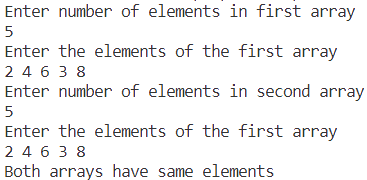 Enter number of elements in first array
5
Enter the elements of the first array
2 4 6 3 8
Enter number of elements in second array
5
Enter the elements of the first array
2 4 6 3 8
Both arrays have same elements